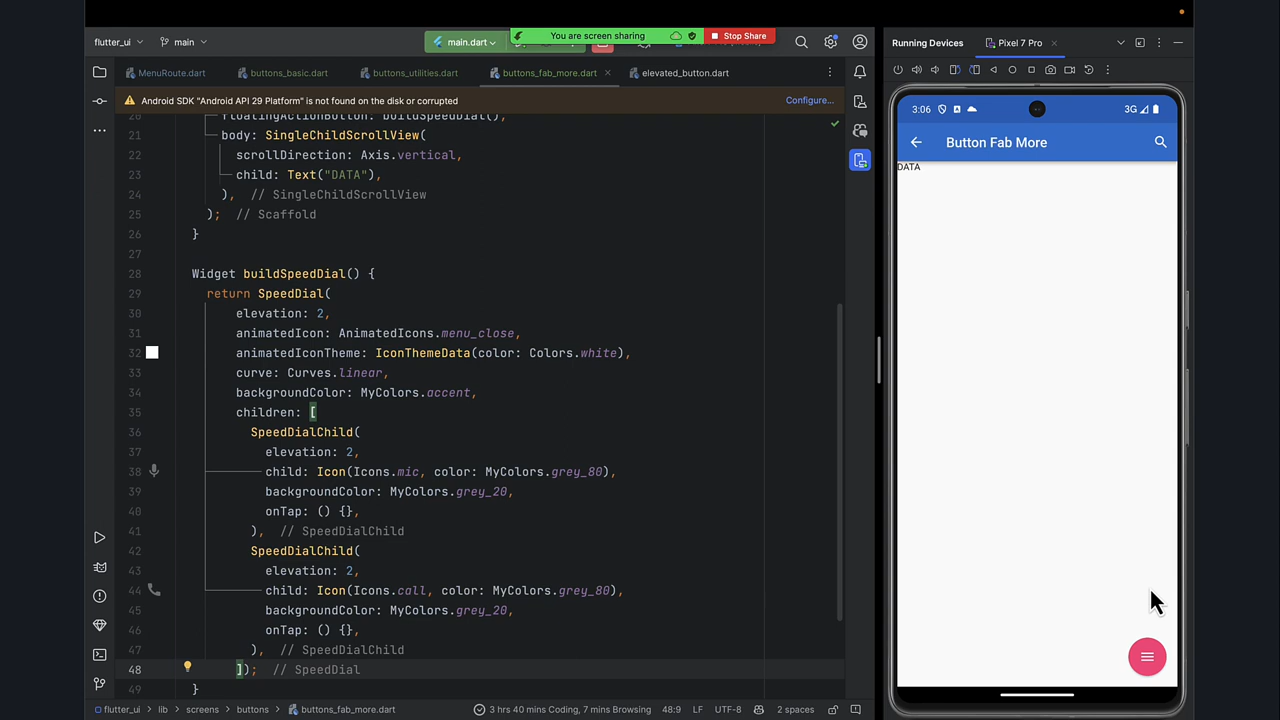 flutter_ui
main
main.dart
You are screen sharing
Stop Share
MenuRoute.dart
buttons_basic.dart
buttons_utilities.dart
buttons_fab_more.dart
elevated_button.dart
Android SDK "Android API 29 Platform" is not found on the disk or corrupted
Configure...
20 floatingActionButton: buildSpeedDial(),
21 body: SingleChildScrollView(
22 scrollDirection: Axis.vertical,
23 child: Text("DATA"),
24 ), // SingleChildScrollView
25 ); // Scaffold
26 }
27
28 Widget buildSpeedDial() {
29 return SpeedDial(
30 elevation: 2,
31 animatedIcon: AnimatedIcons.menu_close,
32 animatedIconTheme: IconThemeData(color: Colors.white),
33 curve: Curves.linear,
34 backgroundColor: MyColors.accent,
35 children: [
36 SpeedDialChild(
37 elevation: 2,
38 child: Icon(Icons.mic, color: MyColors.grey_80),
39 backgroundColor: MyColors.grey_20,
40 onTap: () {},
41 ), // SpeedDialChild
42 SpeedDialChild(
43 elevation: 2,
44 child: Icon(Icons.call, color: MyColors.grey_80),
45 backgroundColor: MyColors.grey_20,
46 onTap: () {},
47 ), // SpeedDialChild
48 ]); // SpeedDial
49 }
flutter_ui > lib > screens > buttons > buttons_fab_more.dart
3 hrs 40 mins Coding, 7 mins Browsing
48:9
LF
UTF-8
2 spaces
Running Devices
Pixel 7 Pro
3:06
3G
Button Fab More
DATA